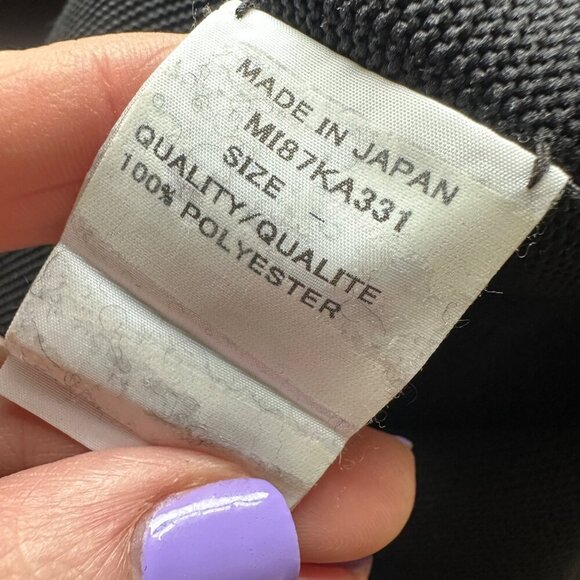 MADE IN JAPAN
MI87KA331
SIZE -
QUALITY/QUALITE
100% POLYESTER